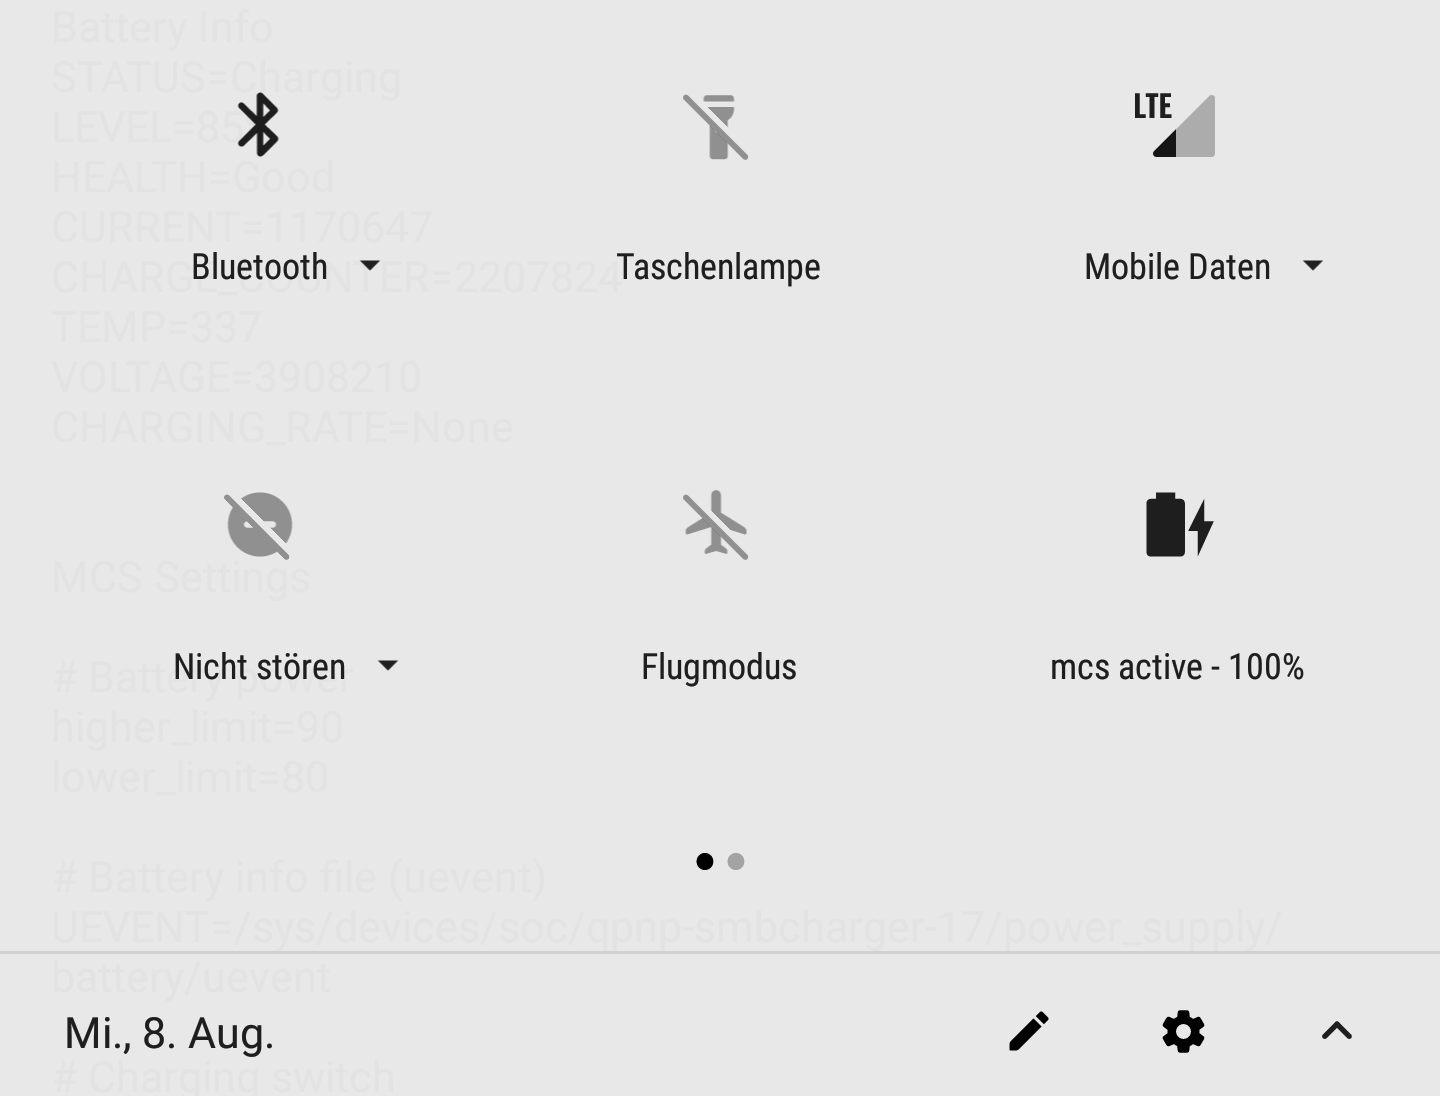 Battery Info
STATUS=Charging
LEVEL=85
HEALTH=Good
CURRENT=1170647
CHARGE_COUNTER=2207824
TEMP=337
VOLTAGE=3908210
CHARGING_RATE=None
LTE
Bluetooth
Taschenlampe
Mobile Daten
MCS Settings
# Battery power
higher_limit=90
lower_limit=80
Nicht stören
Flugmodus
mcs active - 100%
# Battery info file (uevent)
UEVENT=/sys/devices/soc/qpnp-smbcharger-17/power_supply/
battery/uevent
Mi., 8. Aug.
# Charging switch